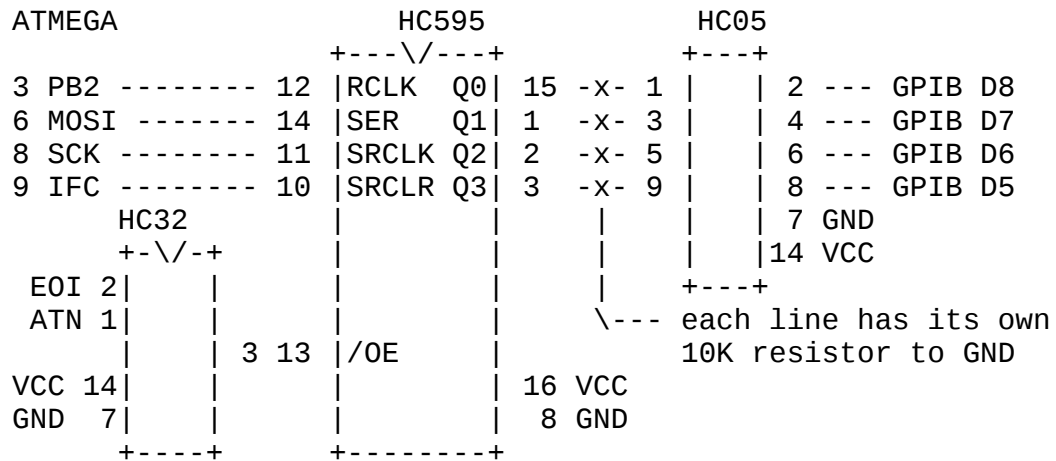 ATMEGA                 HC595            HC05
                  +---\/---+          +---+
3 PB2 -------- 12 |RCLK  Q0| 15 -x- 1 |   | 2 --- GPIB D8
6 MOSI ------- 14 |SER   Q1| 1  -x- 3 |   | 4 --- GPIB D7
8 SCK -------- 11 |SRCLK Q2| 2  -x- 5 |   | 6 --- GPIB D6
9 IFC -------- 10 |SRCLR Q3| 3  -x- 9 |   | 8 --- GPIB D5
      HC32        |        |     |    |   | 7 GND
      +-\/-+      |        |     |    |   |14 VCC
 EOI 2|    |      |        |     |    +---+
 ATN 1|    |      |        |     \--- each line has its own
      |    | 3 13 |/OE     |          10K resistor to GND
VCC 14|    |      |        | 16 VCC
GND  7|    |      |        |  8 GND
      +----+      +--------+